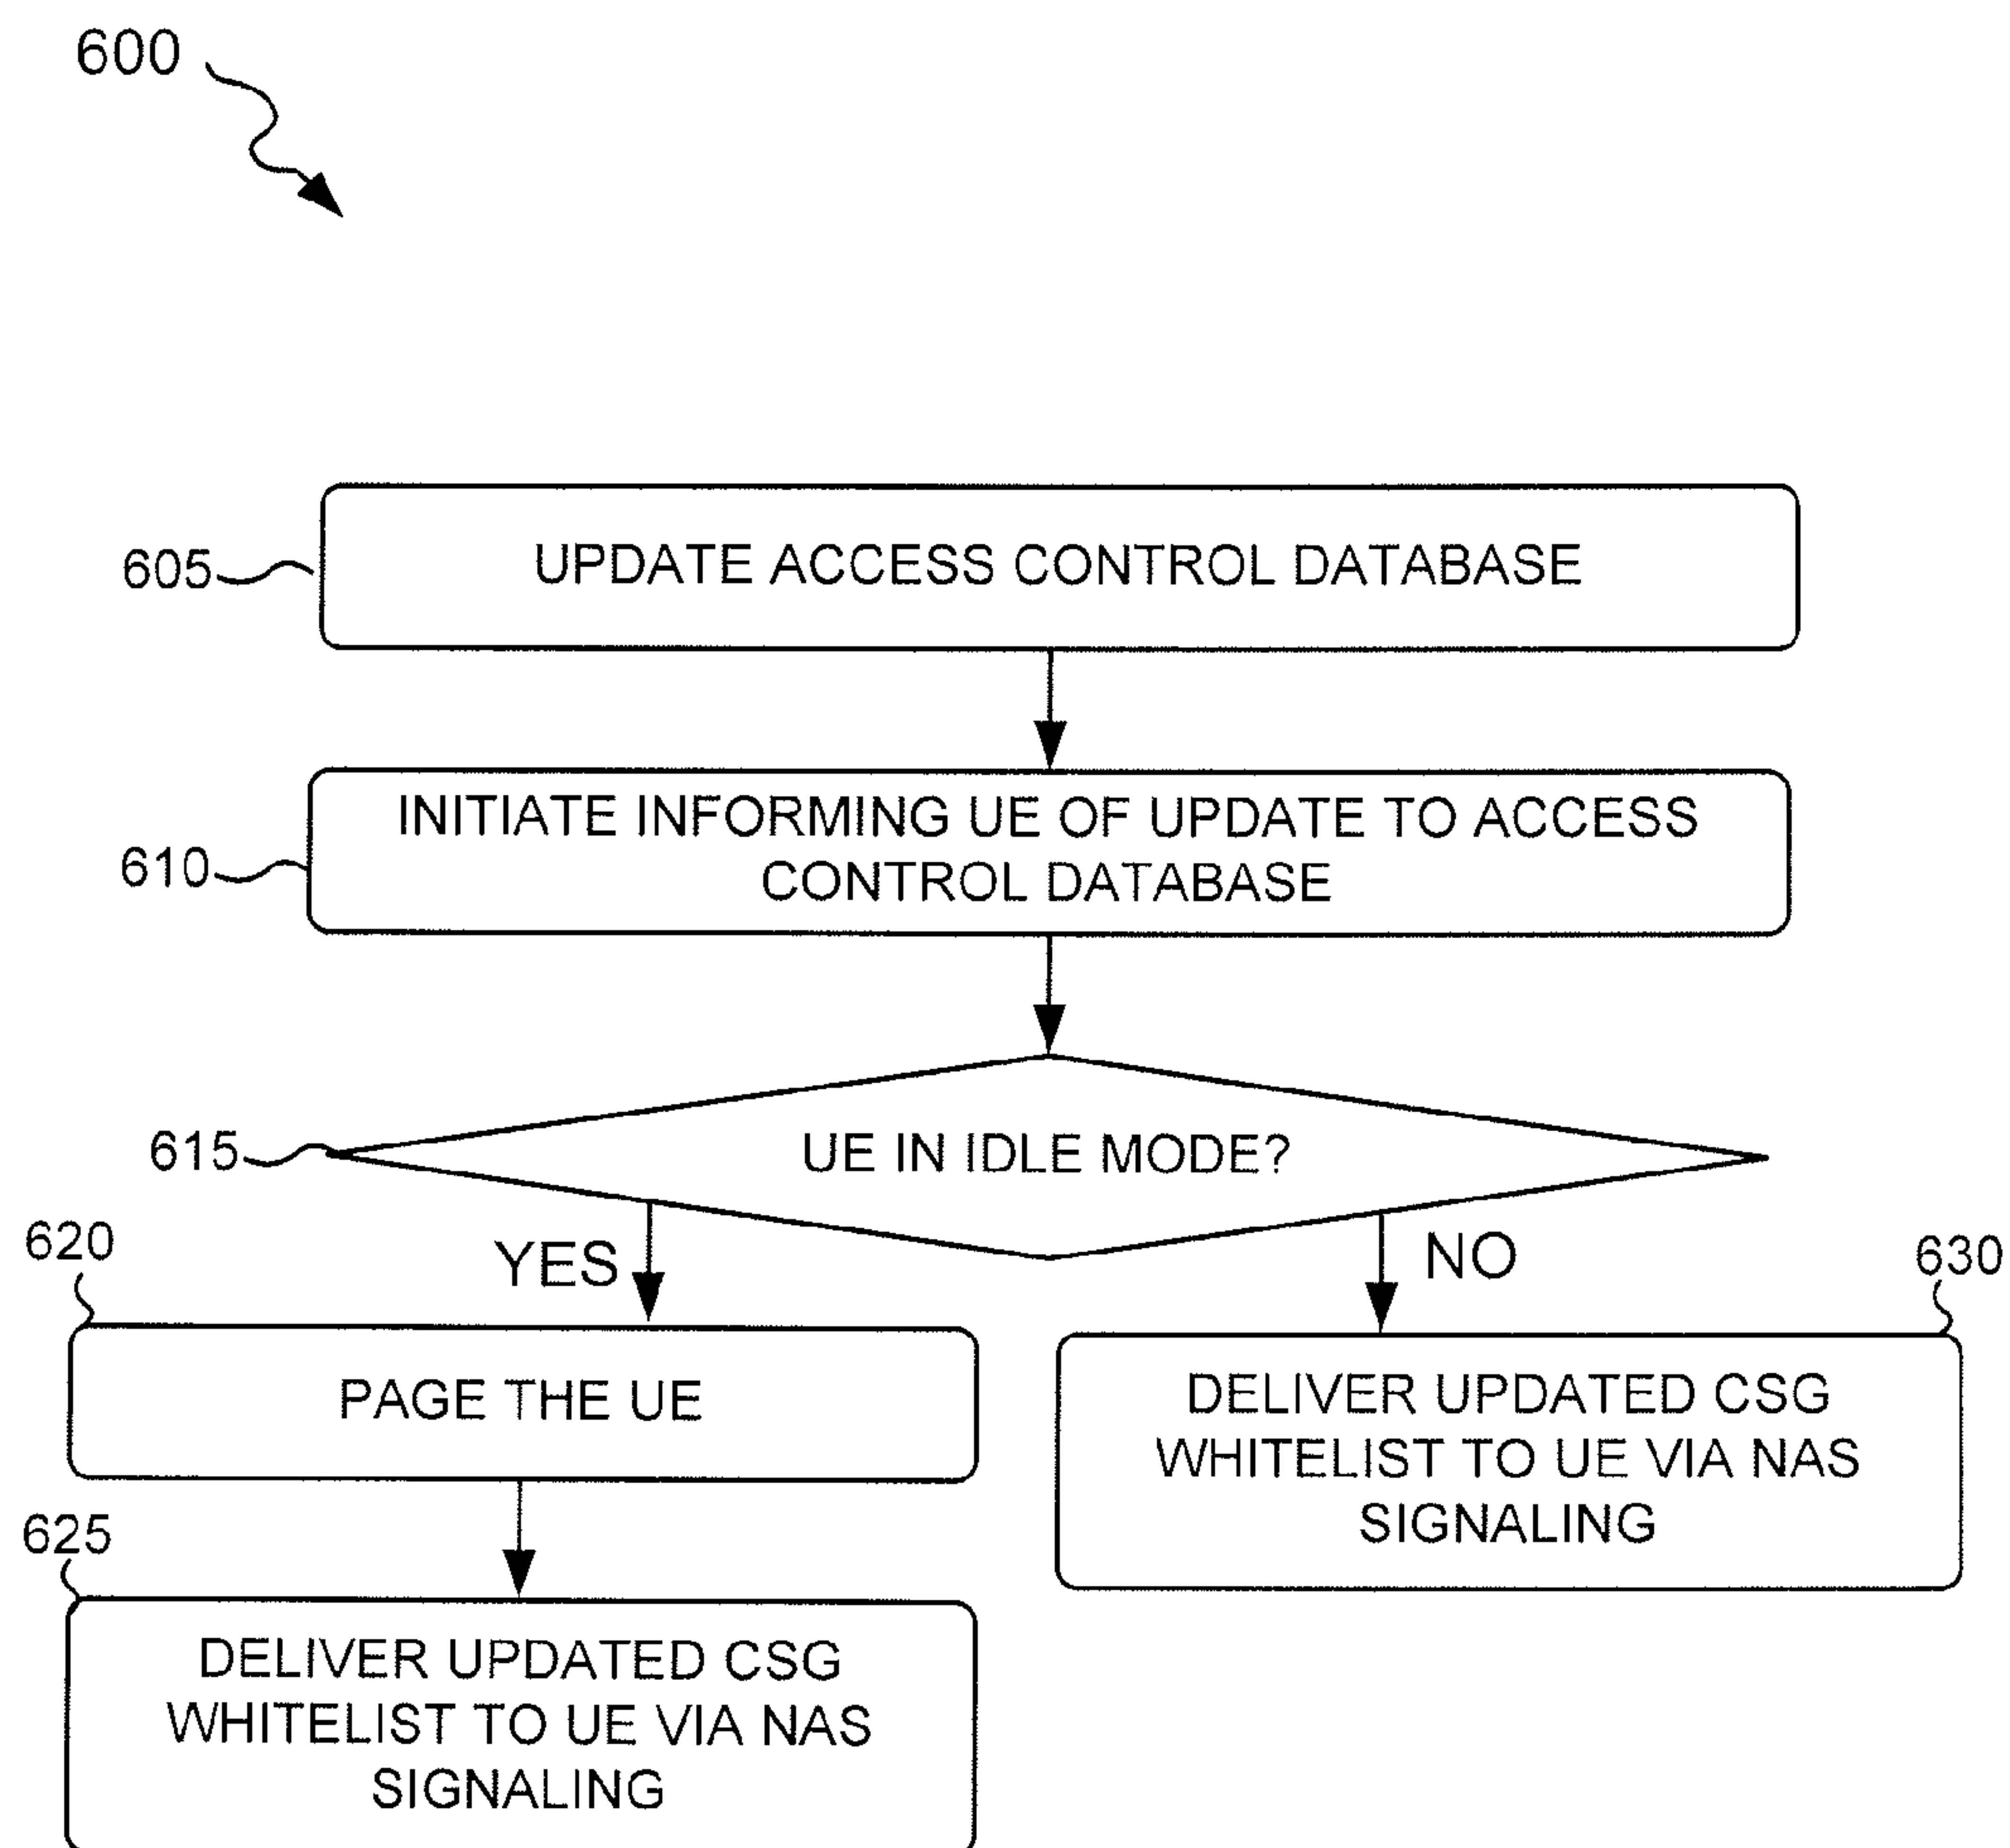 600
605
UPDATE ACCESS CONTROL DATABASE
610
INITIATE INFORMING UE OF UPDATE TO ACCESS
CONTROL DATABASE
615
UE IN IDLE MODE?
YES
NO
620
PAGE THE UE
630
DELIVER UPDATED CSG
WHITELIST TO UE VIA NAS
SIGNALING
625
DELIVER UPDATED CSG
WHITELIST TO UE VIA NAS
SIGNALING